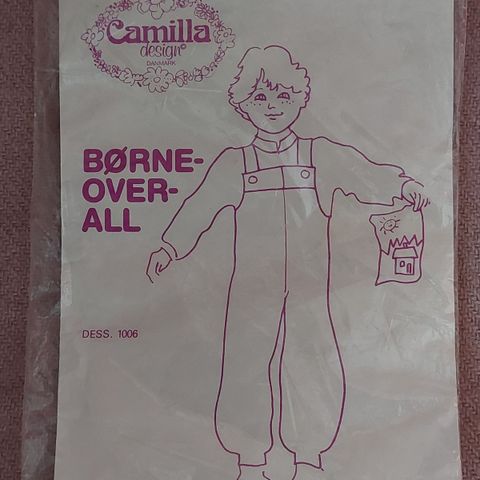 Camilla
design©
DANMARK
BØRNE-
OVER-
ALL
DESS. 1006